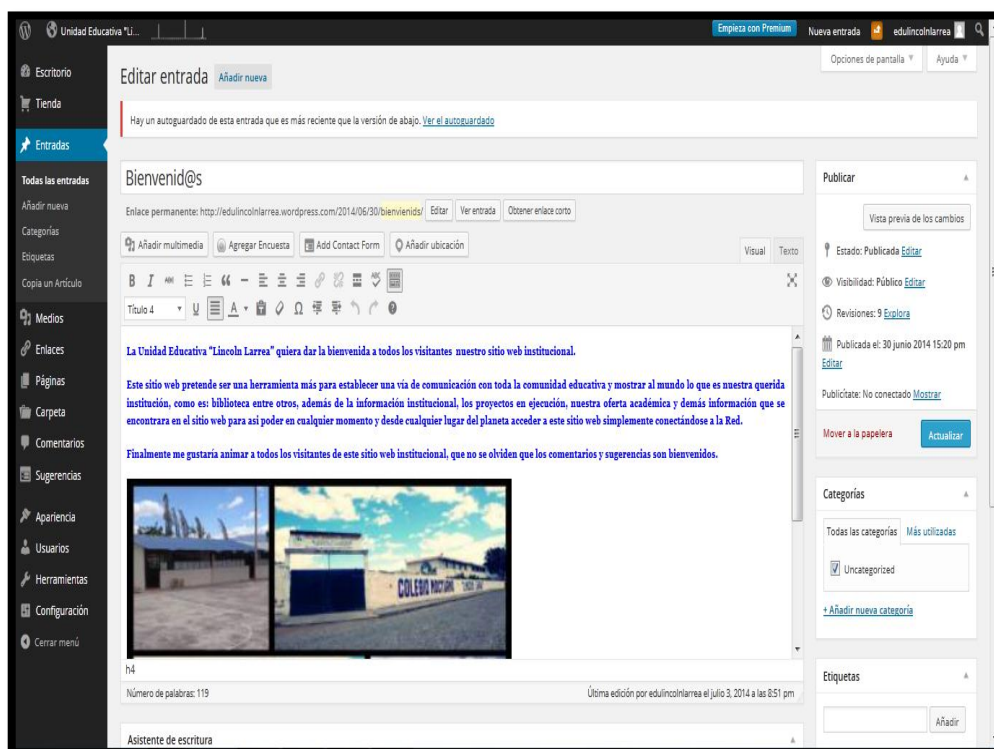 Unidad Educativa "Li...
Empieza con Premium
Nueva entrada
edulincolnlarrea
Escritorio
Tienda
Entradas
Todas las entradas
Añadir nueva
Categorías
Etiquetas
Copia un Artículo
Medios
Enlaces
Páginas
Carpeta
Comentarios
Sugerencias
Apariencia
Usuarios
Herramientas
Configuración
Cerrar menú
Opciones de pantalla
Ayuda
Editar entrada Añadir nueva
Hay un autoguardado de esta entrada que es más reciente que la versión de abajo. Ver el autoguardado
Bienvenid@s
Enlace permanente: http://edulincolnlarrea.wordpress.com/2014/06/30/bienvienids/ Editar Ver entrada Obtener enlace corto
Añadir multimedia Agregar Encuesta Add Contact Form Añadir ubicación
Visual Texto
B I ABC
Título 4 U A Ω
La Unidad Educativa "Lincoln Larrea" quiera dar la bienvenida a todos los visitantes nuestro sitio web institucional.
Este sitio web pretende ser una herramienta más para establecer una vía de comunicación con toda la comunidad educativa y mostrar al mundo lo que es nuestra querida
institución, como es: biblioteca entre otros, además de la información institucional, los proyectos en ejecución, nuestra oferta académica y demás información que se
encontrara en el sitio web para asi poder en cualquier momento y desde cualquier lugar del planeta acceder a este sitio web simplemente conectándose a la Red.
Finalmente me gustaría animar a todos los visitantes de este sitio web institucional, que no se olviden que los comentarios y sugerencias son bienvenidos.
COLEGIO NOCTURNO
h4
Número de palabras: 119
Última edición por edulincolnlarrea el julio 3, 2014 a las 8:51 pm
Asistente de escritura
Publicar
Vista previa de los cambios
Estado: Publicada Editar
Visibilidad: Público Editar
Revisiones: 9 Explora
Publicada el: 30 junio 2014 15:20 pm
Editar
Publicítate: No conectado Mostrar
Mover a la papelera
Actualizar
Categorías
Todas las categorías Más utilizadas
Uncategorized
+ Añadir nueva categoría
Etiquetas
Añadir